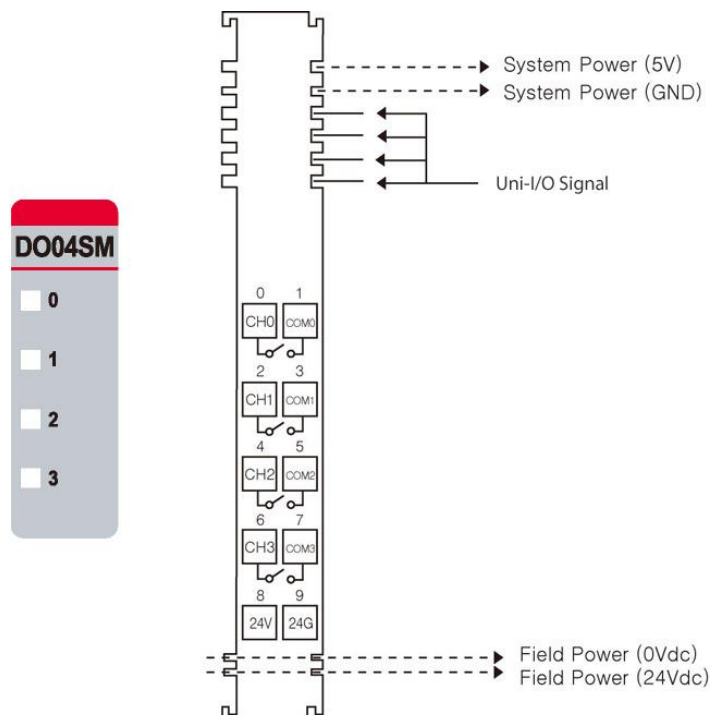 System Power (5V)
System Power (GND)
Uni-I/O Signal
DO04SM
0
1
2
3
0 1
CH0 COM0
2 3
CH1 COM1
4 5
CH2 COM2
6 7
CH3 COM3
8 9
24V 24G
Field Power (0Vdc)
Field Power (24Vdc)